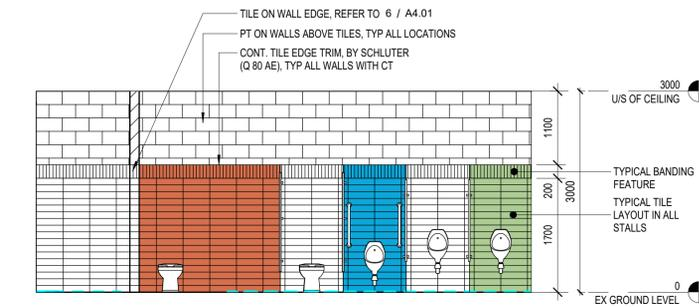 TILE ON WALL EDGE, REFER TO 6 / A4.01
PT ON WALLS ABOVE TILES, TYP ALL LOCATIONS
CONT. TILE EDGE TRIM, BY SCHLUTER
(Q 80 AE), TYP ALL WALLS WITH CT
3000
U/S OF CEILING
1100
200
3000
1700
TYPICAL BANDING
FEATURE
TYPICAL TILE
LAYOUT IN ALL
STALLS
0
EX GROUND LEVEL